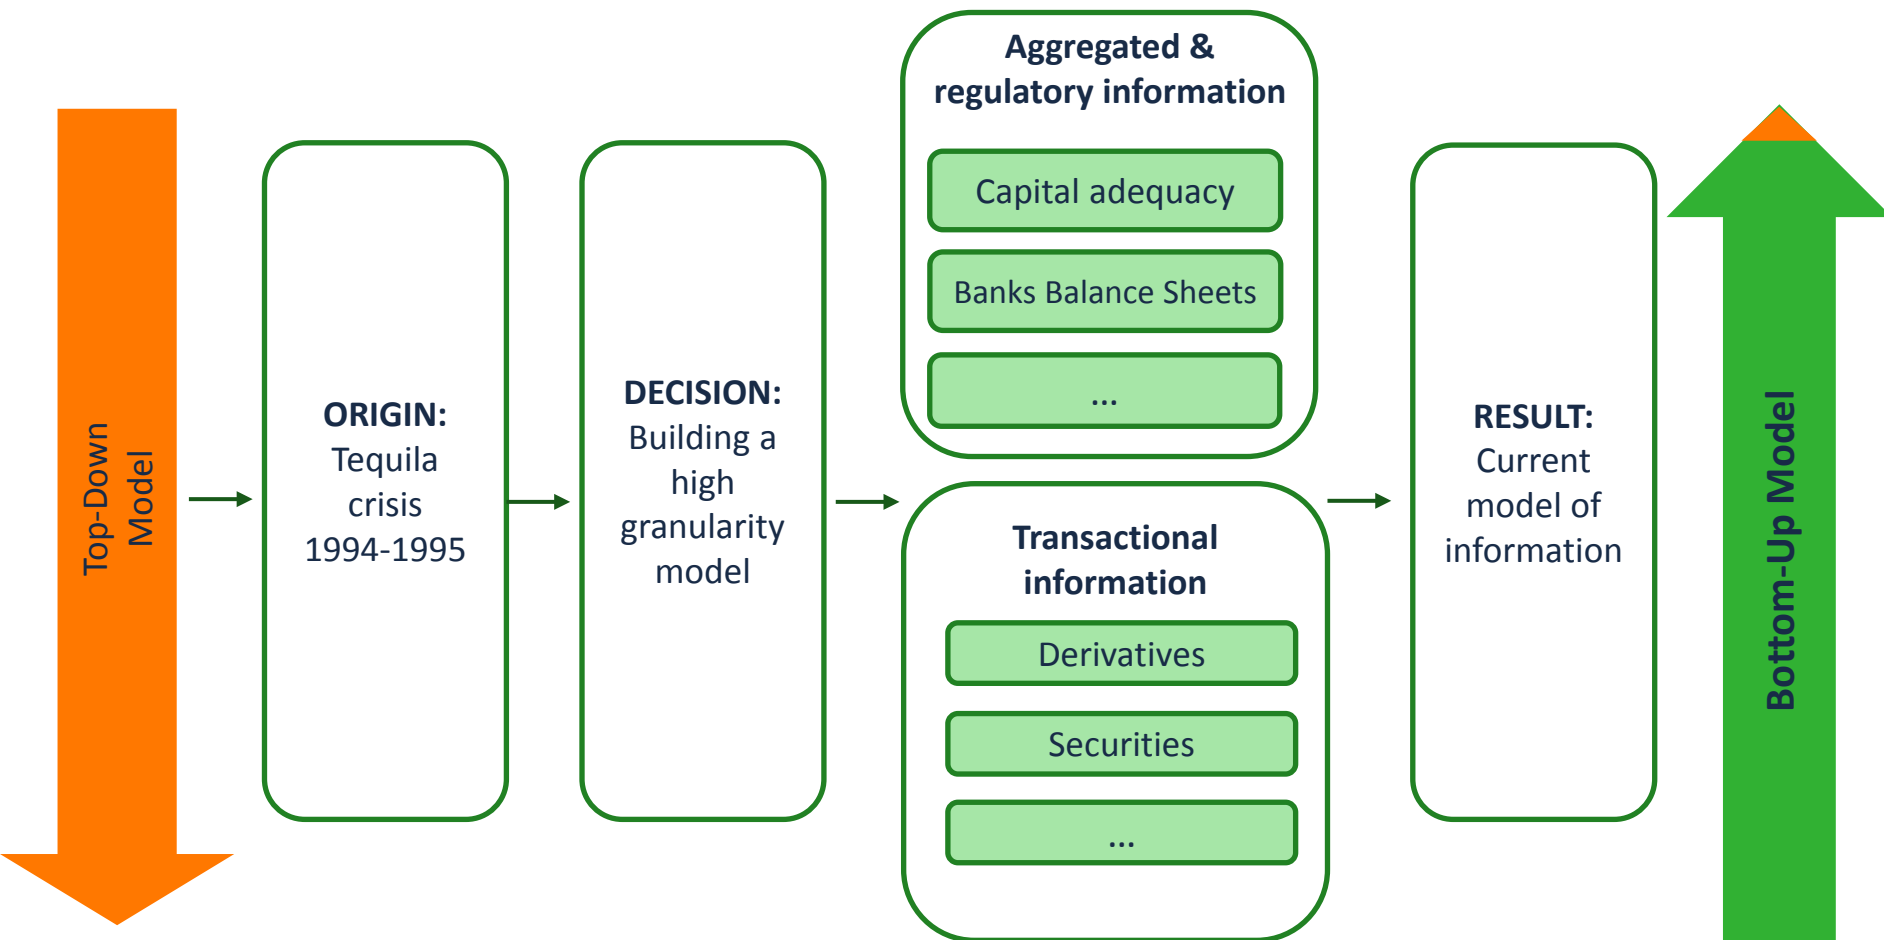 Top-Down
Model
ORIGIN:
Tequila
crisis
1994-1995
DECISION:
Building a
high
granularity
model
Aggregated &
regulatory information
Capital adequacy
Banks Balance Sheets
...
Transactional
information
Derivatives
Securities
...
RESULT:
Current
model of
information
Bottom-Up Model